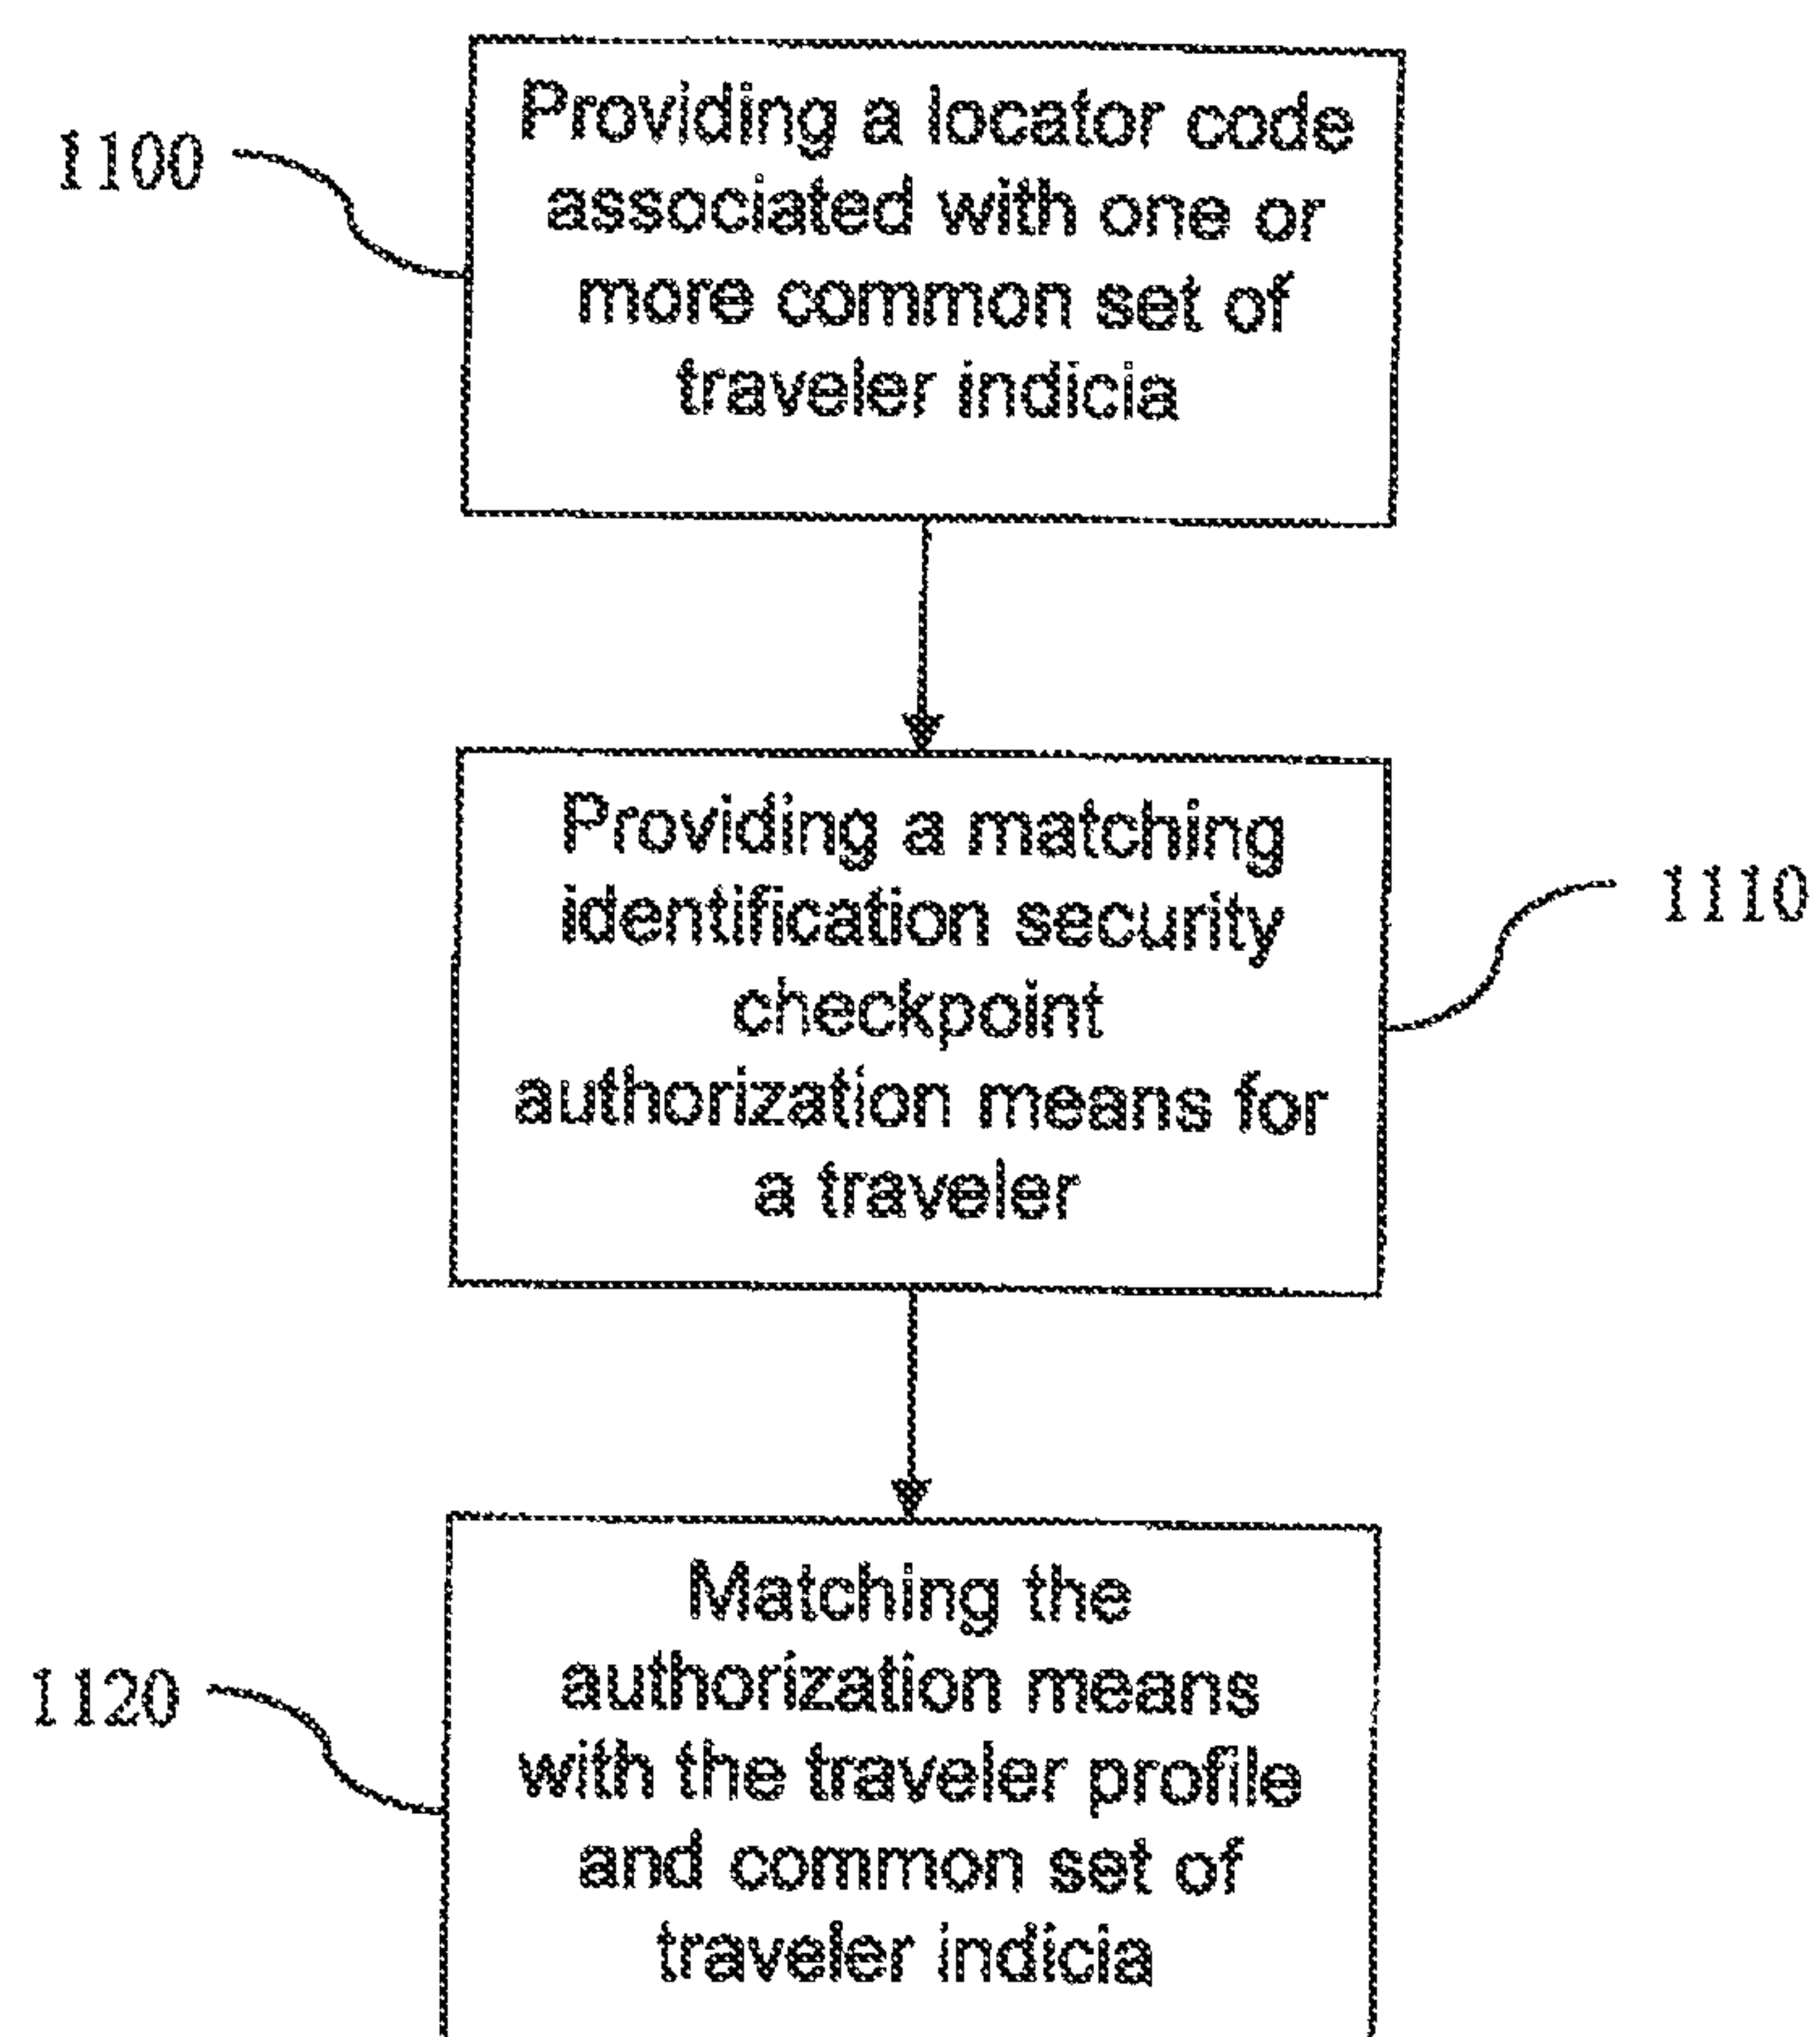 1100
Providing a locator code
associated with one or
more common set of
traveler indicia
Providing a matching
identification security
checkpoint
authorization means for
a traveler
1110
1120
Matching the
authorization means
with the traveler profile
and common set of
traveler indicia